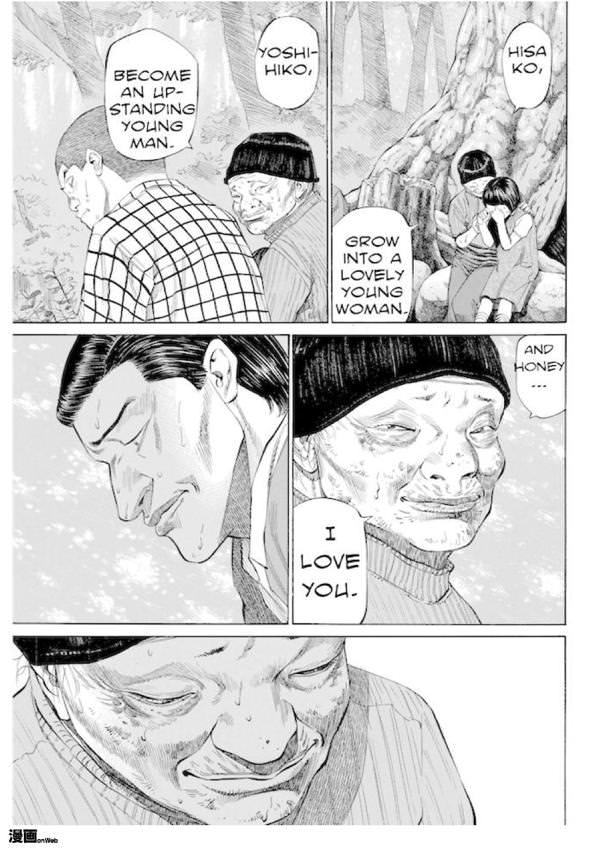 HISA
KO,
GROW
INTO A
LOVELY
YOUNG
WOMAN.
YOSHI-
HIKO,
BECOME
AN UP-
STANDING
YOUNG
MAN.
AND
HONEY
...
I
LOVE
YOU.
漫画onWeb